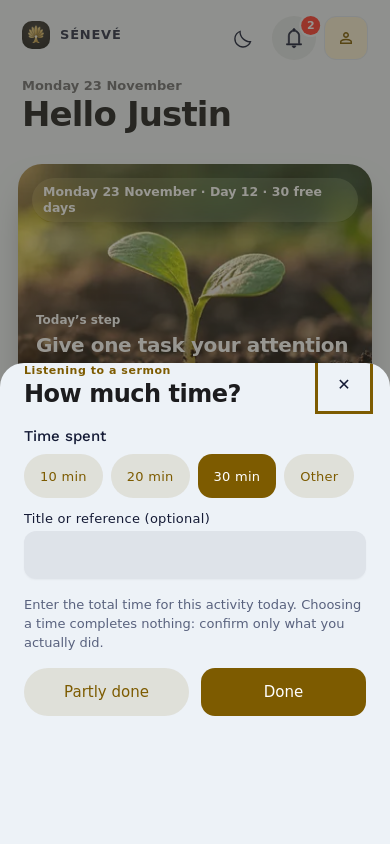 SÉNEVÉ
2
Monday 23 November
Hello Justin
Monday 23 November · Day 12 · 30 free
days
Today’s step
Give one task your attention
Listening to a sermon
How much time?
×
Time spent
10 min
20 min
30 min
Other
Title or reference (optional)
Enter the total time for this activity today. Choosing
a time completes nothing: confirm only what you
actually did.
Partly done
Done